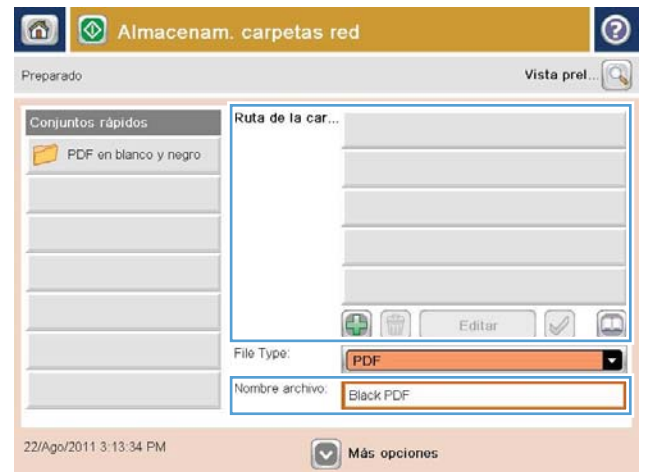 Almacenam. carpetas red
Preparado
Vista prel...
Conjuntos rápidos
PDF en blanco y negro
Ruta de la car...
Editar
File Type:
PDF
Nombre archivo:
Black PDF
22/Ago/2011 3:13:34 PM
Más opciones